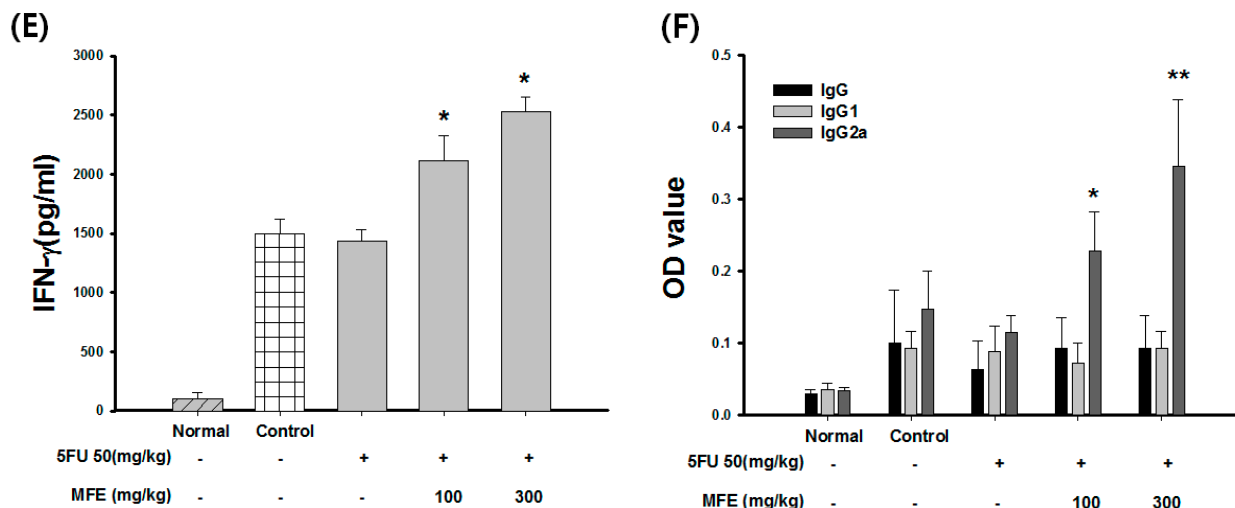 (E)
3000
2500
2000
1500
1000
500
0
IFN-γ(pg/ml)
*
*
Normal Control
5FU 50(mg/kg) - - + + +
MFE (mg/kg) - - - 100 300
(F)
0.5
0.4
0.3
0.2
0.1
0.0
OD value
IgG
IgG1
IgG2a
*
**
Normal Control
5FU 50(mg/kg) - - + + +
MFE (mg/kg) - - - 100 300